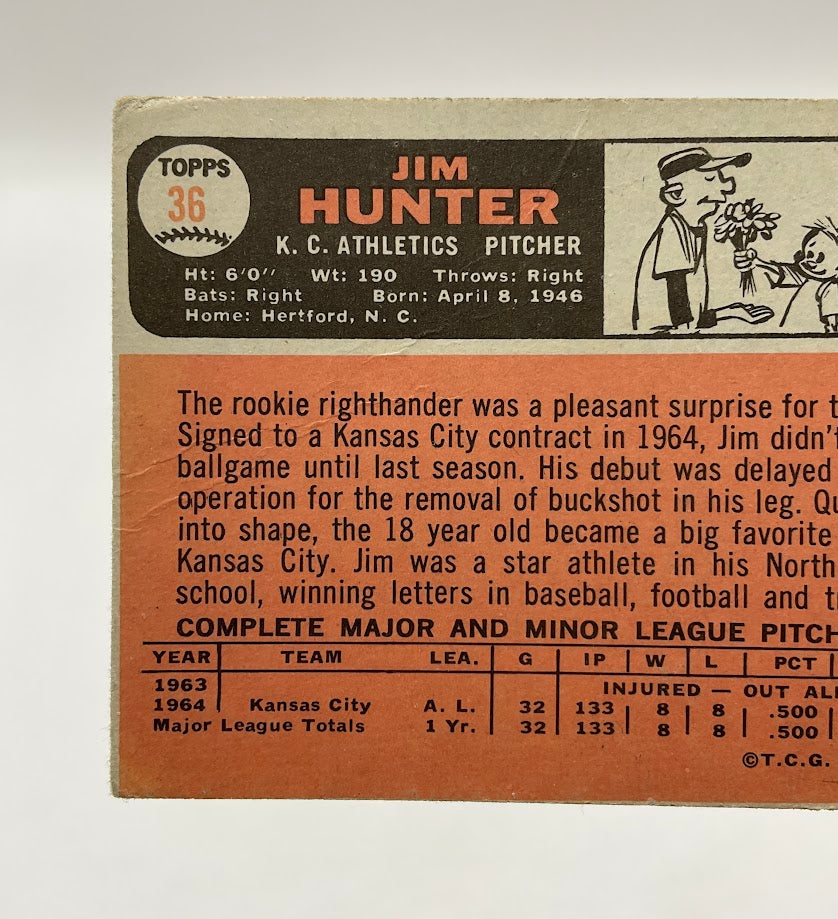 TOPPS
36
JIM
HUNTER
K. C. ATHLETICS PITCHER
Ht: 6'0'' Wt: 190 Throws: Right
Bats: Right Born: April 8, 1946
Home: Hertford, N. C.
The rookie righthander was a pleasant surprise for
Signed to a Kansas City contract in 1964, Jim didn't
ballgame until last season. His debut was delayed
operation for the removal of buckshot in his leg.
into shape, the 18 year old became a big favorite
Kansas City. Jim was a star athlete in his North
school, winning letters in baseball, football and
COMPLETE MAJOR AND MINOR LEAGUE
YEAR TEAM LEA. G IP W L PCT
1963 INJURED — OUT
1964 Kansas City A. L. 32 133 8 8 .500
Major League Totals 1 Yr. 32 133 8 8 .500
©T.C.G.